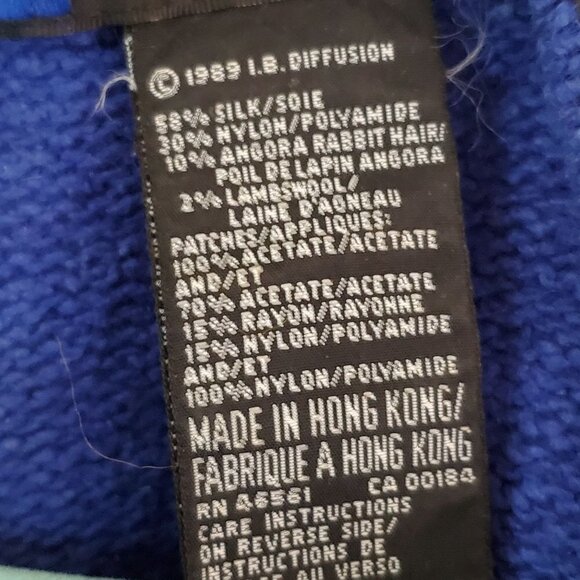 © 1989 I.B. DIFFUSION
58% SILK/SOIE
30% NYLON/POLYAMIDE
10% ANGORA RABBIT HAIR/
POIL DE LAPIN ANGORA
2% LAMBSWOOL/
LAINE D'AGNEAU
PATCHES/APPLIQUES:
100% ACETATE/ACETATE
AND/ET
70% ACETATE/ACETATE
15% RAYON/RAYONNE
15% NYLON/POLYAMIDE
AND/ET
100% NYLON/POLYAMIDE
MADE IN HONG KONG/
FABRIQUE A HONG KONG
RN 46561 CA 00184
CARE INSTRUCTIONS
ON REVERSE SIDE/
INSTRUCTIONS DE
AU VERSO